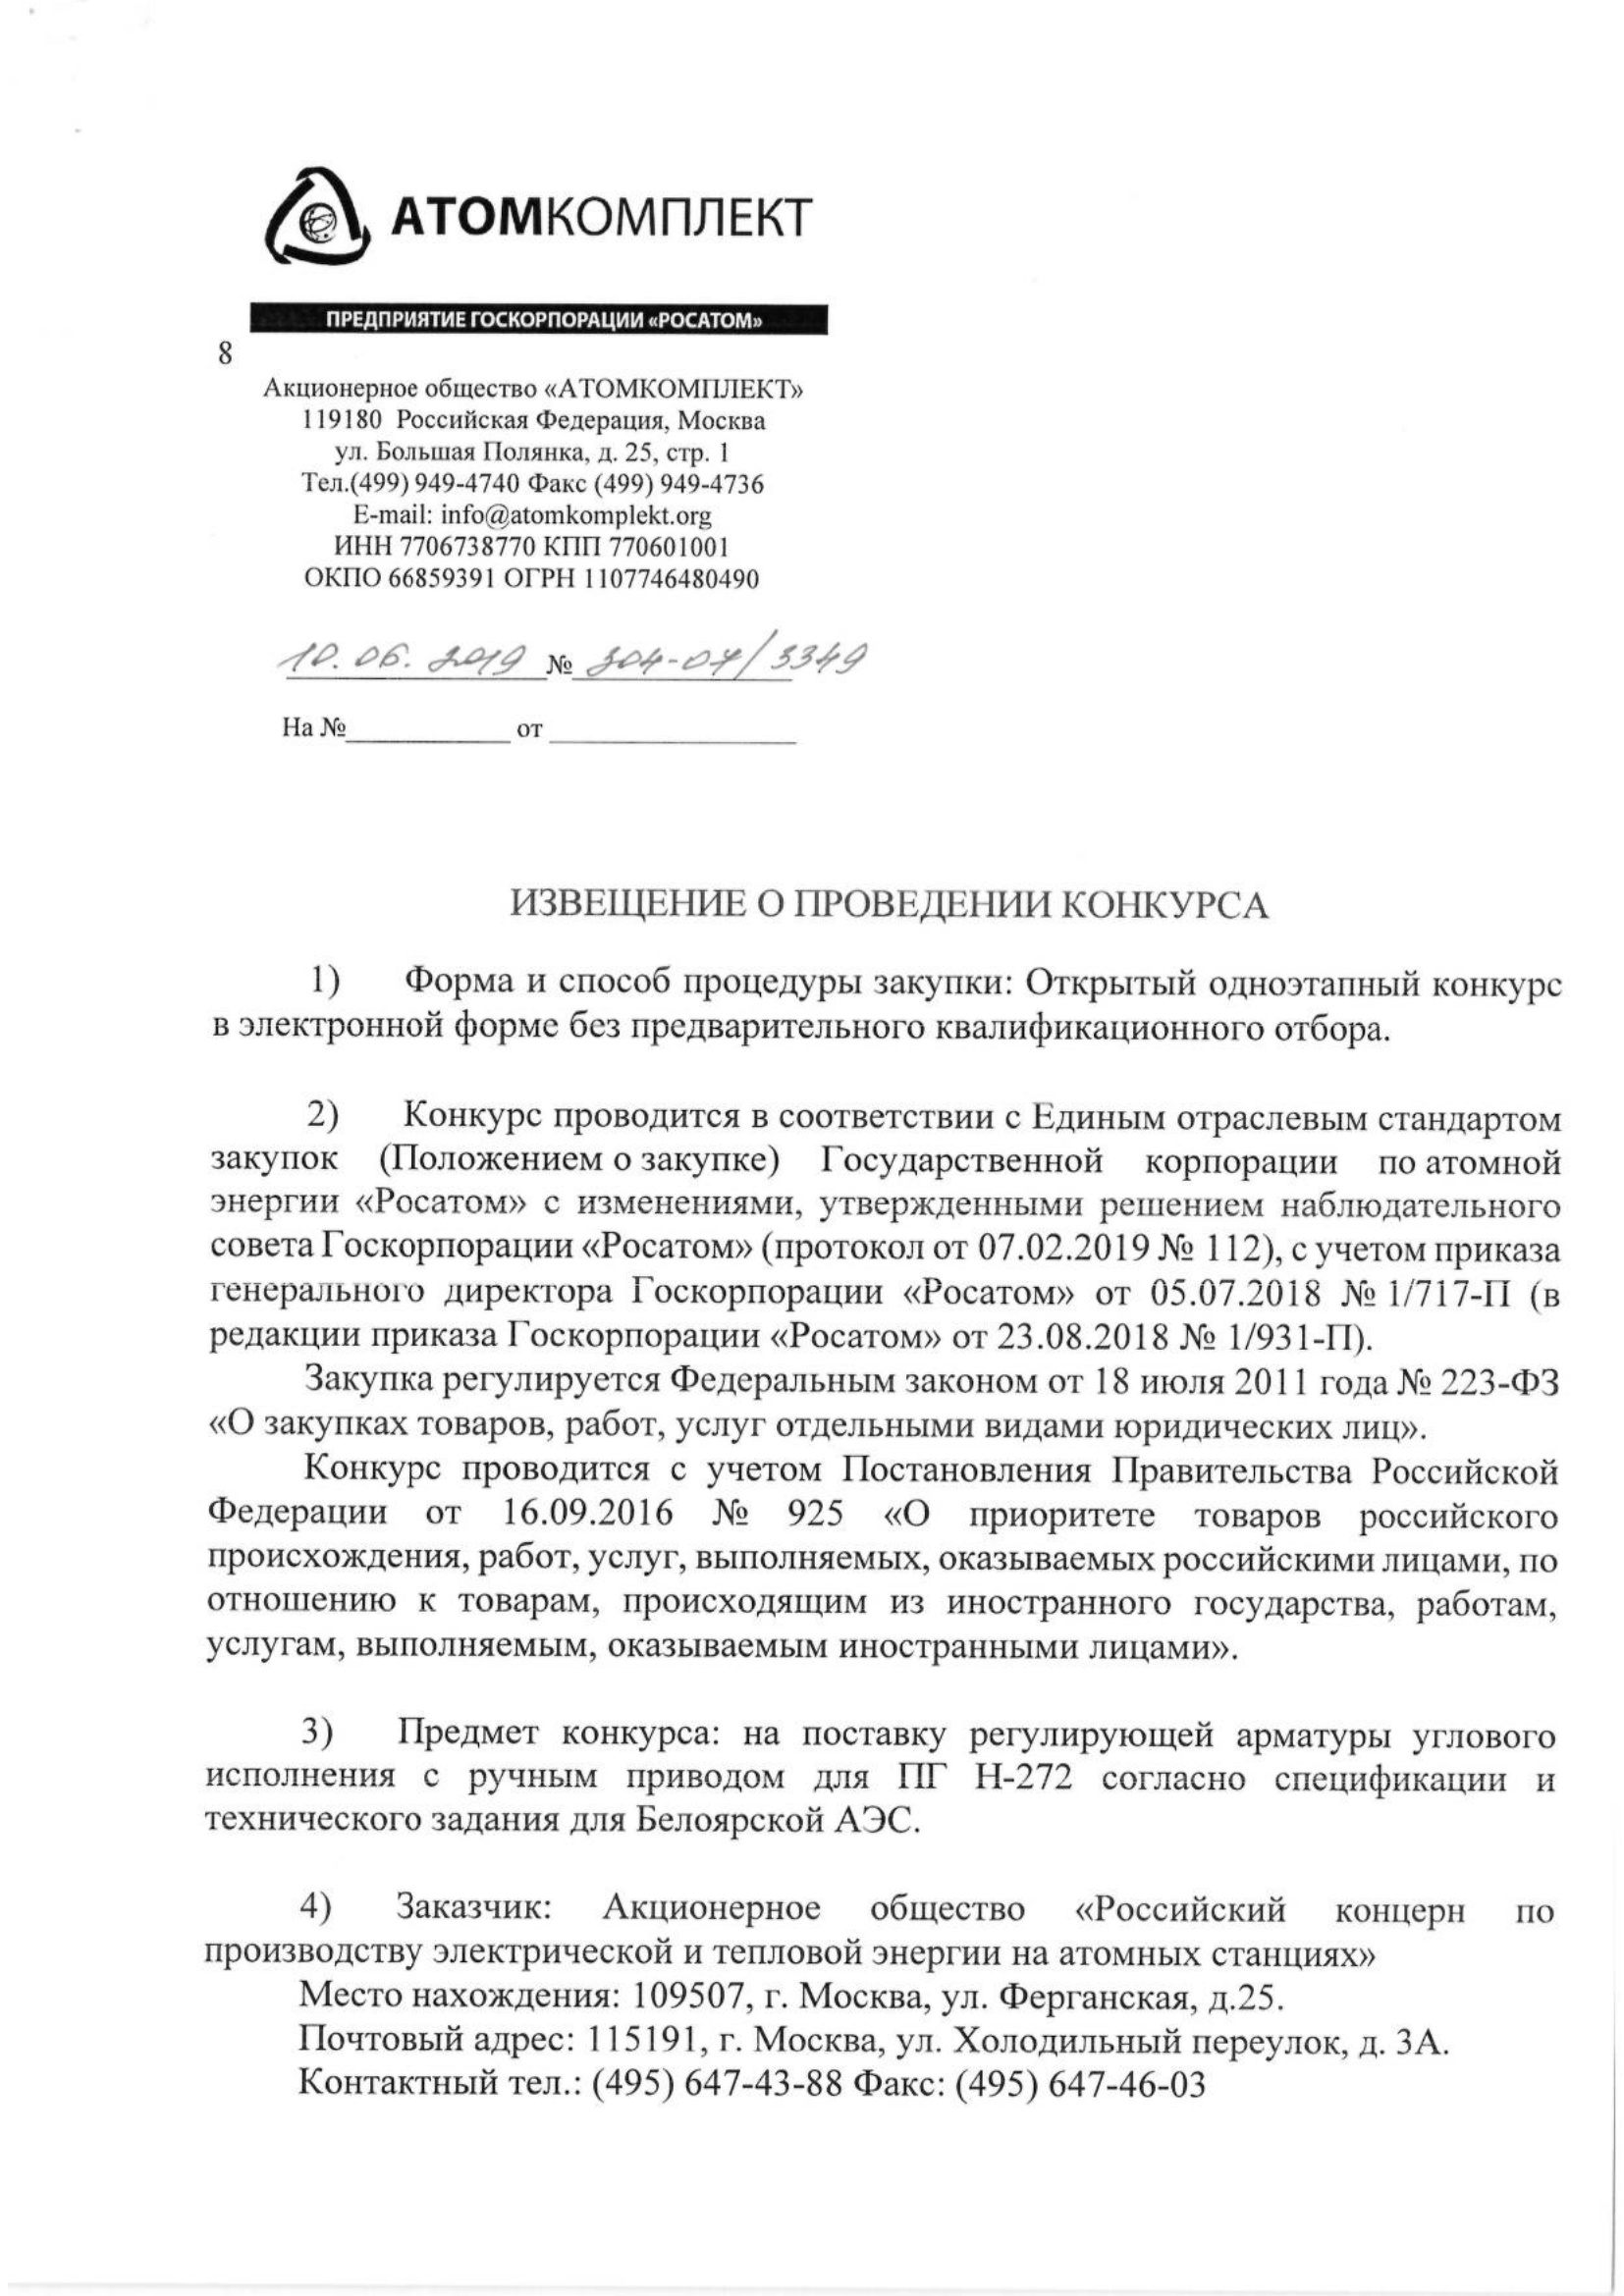 АТОМКОМПЛЕКТ
ПРЕДПРИЯТИЕ ГОСКОРПОРАЦИИ «РОСАТОМ»
8
Акционерное общество «АТОМКОМПЛЕКТ»
119180 Российская Федерация, Москва
ул. Большая Полянка, д. 25, стр. 1
Тел.(499) 949-4740 Факс (499) 949-4736
E-mail: info@atomkomplekt.org
ИНН 7706738770 КПП 770601001
ОКПО 66859391 ОГРН 1107746480490
10.06.2019 № 304-07/3349
На №____________ от __________________
ИЗВЕЩЕНИЕ О ПРОВЕДЕНИИ КОНКУРСА
1) Форма и способ процедуры закупки: Открытый одноэтапный конкурс
в электронной форме без предварительного квалификационного отбора.
2) Конкурс проводится в соответствии с Единым отраслевым стандартом
закупок (Положением о закупке) Государственной корпорации по атомной
энергии «Росатом» с изменениями, утвержденными решением наблюдательного
совета Госкорпорации «Росатом» (протокол от 07.02.2019 № 112), с учетом приказа
генерального директора Госкорпорации «Росатом» от 05.07.2018 № 1/717-П (в
редакции приказа Госкорпорации «Росатом» от 23.08.2018 № 1/931-П).
Закупка регулируется Федеральным законом от 18 июля 2011 года № 223-ФЗ
«О закупках товаров, работ, услуг отдельными видами юридических лиц».
Конкурс проводится с учетом Постановления Правительства Российской
Федерации от 16.09.2016 № 925 «О приоритете товаров российского
происхождения, работ, услуг, выполняемых, оказываемых российскими лицами, по
отношению к товарам, происходящим из иностранного государства, работам,
услугам, выполняемым, оказываемым иностранными лицами».
3) Предмет конкурса: на поставку регулирующей арматуры углового
исполнения с ручным приводом для ПГ Н-272 согласно спецификации и
технического задания для Белоярской АЭС.
4) Заказчик: Акционерное общество «Российский концерн по
производству электрической и тепловой энергии на атомных станциях»
Место нахождения: 109507, г. Москва, ул. Ферганская, д.25.
Почтовый адрес: 115191, г. Москва, ул. Холодильный переулок, д. 3А.
Контактный тел.: (495) 647-43-88 Факс: (495) 647-46-03